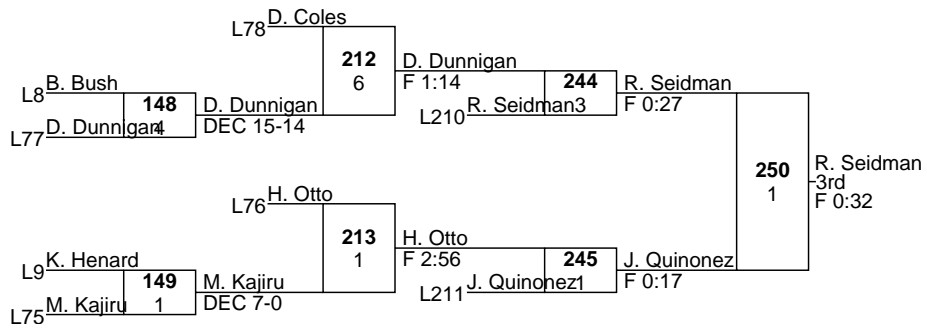 L78 D. Coles
212
6
D. Dunnigan
F 1:14
L8 B. Bush
148
4
D. Dunnigan
DEC 15-14
L77 D. Dunnigan
244
3
L210 R. Seidman
R. Seidman
F 0:27
250
1
R. Seidman
3rd
F 0:32
L76 H. Otto
213
1
H. Otto
F 2:56
L9 K. Henard
149
1
M. Kajiru
DEC 7-0
L75 M. Kajiru
245
1
L211 J. Quinonez
J. Quinonez
F 0:17